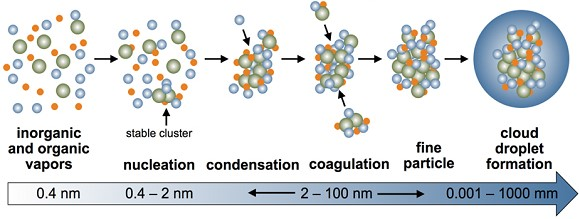 stable cluster
inorganic
and organic
vapors
nucleation
condensation
coagulation
fine
particle
cloud
droplet
formation
0.4 nm
0.4 – 2 nm
2 – 100 nm
0.001 – 1000 mm